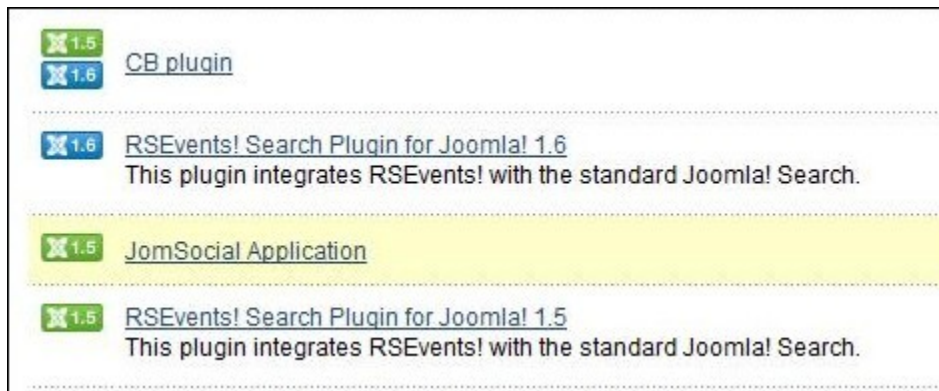 1.5
1.6
CB plugin
1.6
RSEvents! Search Plugin for Joomla! 1.6
This plugin integrates RSEvents! with the standard Joomla! Search.
1.5
JomSocial Application
1.5
RSEvents! Search Plugin for Joomla! 1.5
This plugin integrates RSEvents! with the standard Joomla! Search.